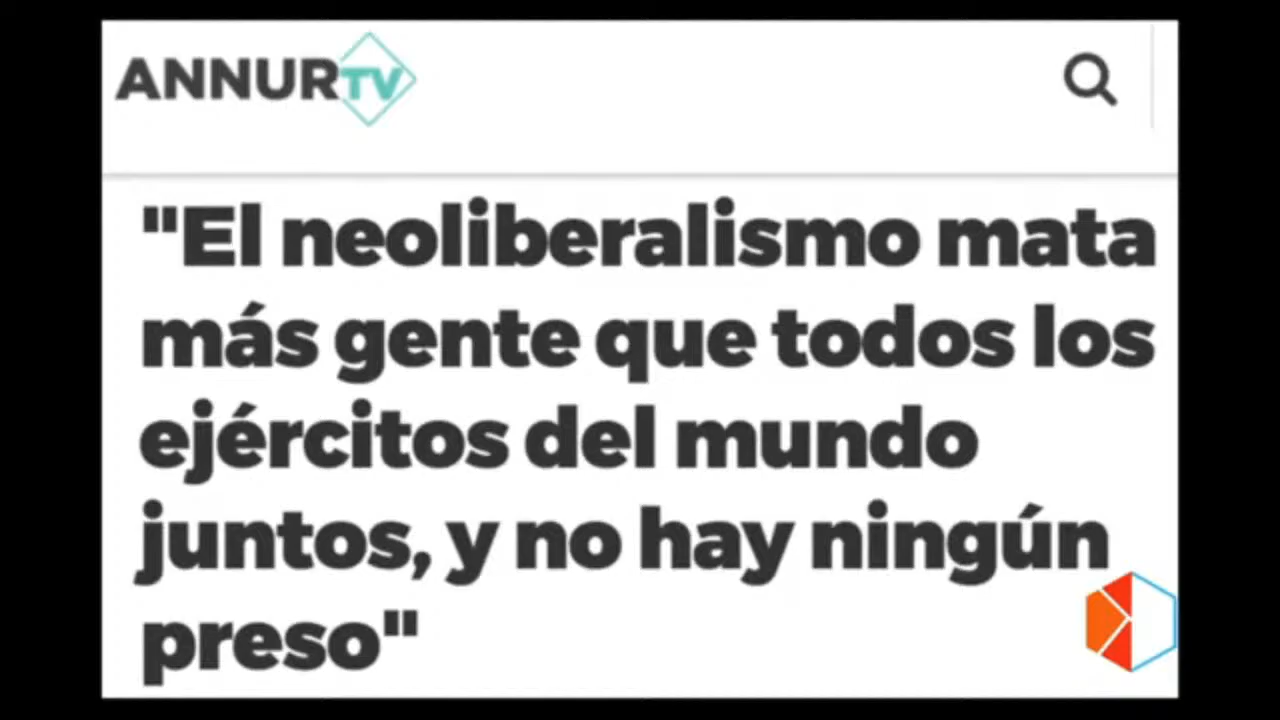 ANNURTV
"El neoliberalismo mata
más gente que todos los
ejércitos del mundo
juntos, y no hay ningún
preso"